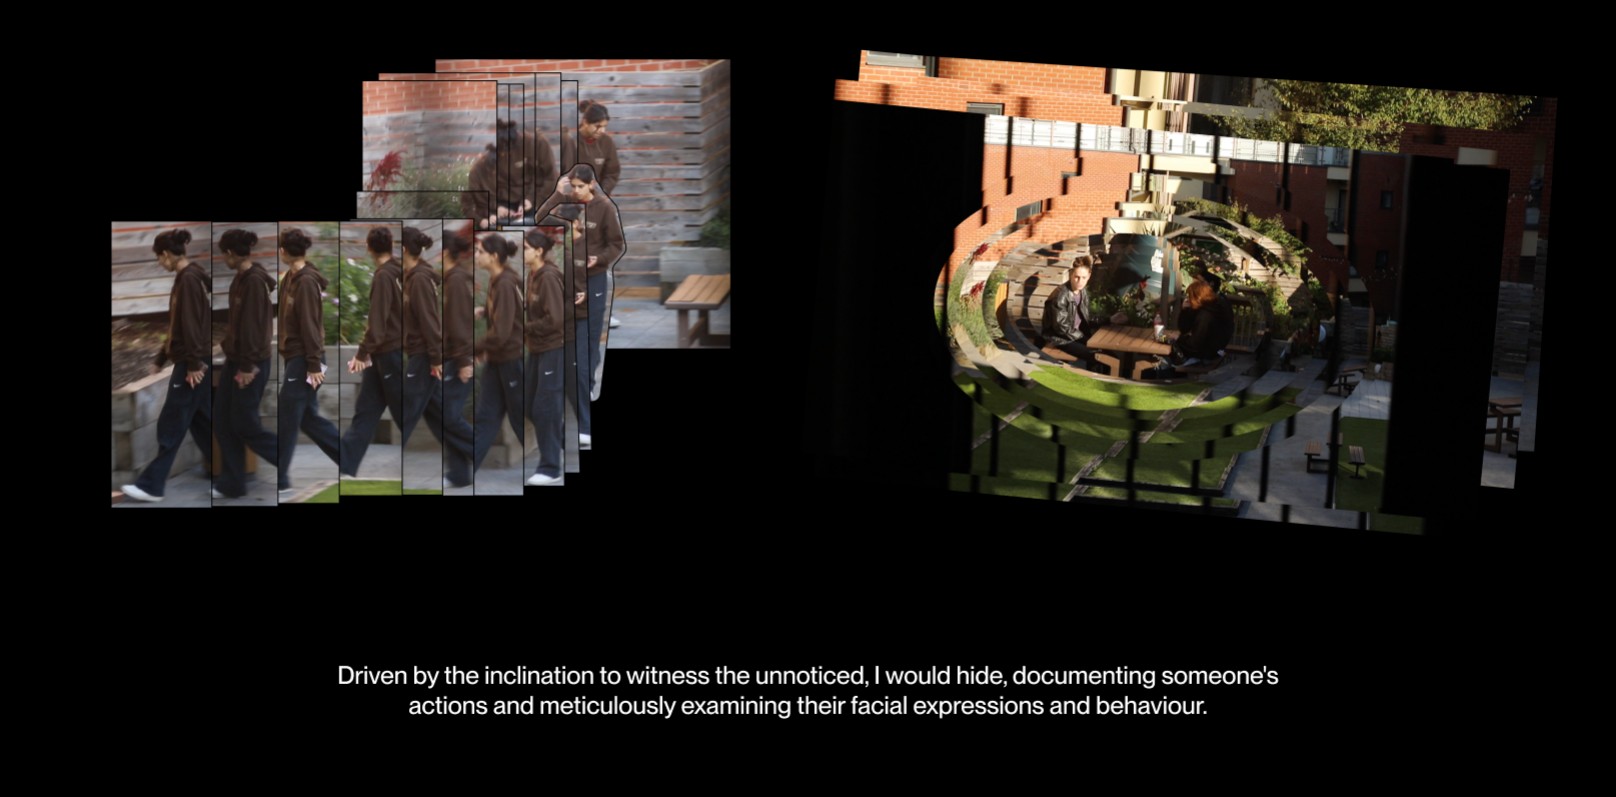 Driven by the inclination to witness the unnoticed, I would hide, documenting someone's
actions and meticulously examining their facial expressions and behaviour.